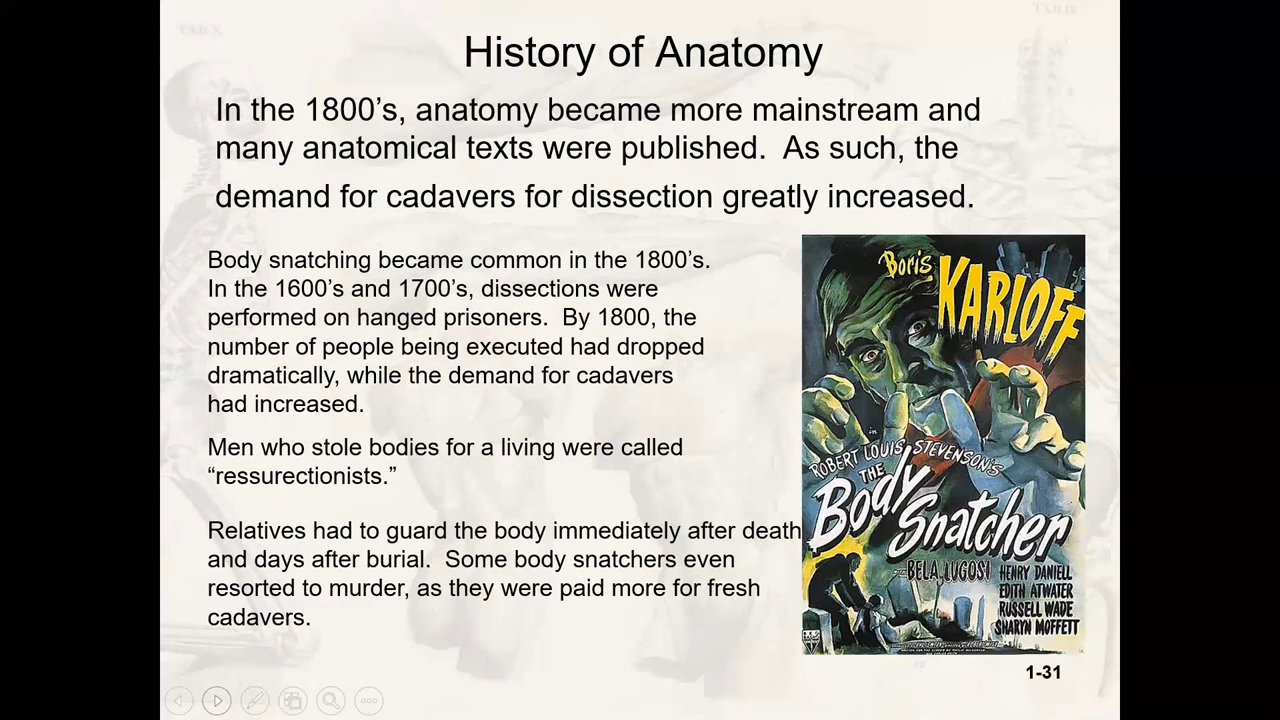 TAB.X
TAB.IX
History of Anatomy
In the 1800’s, anatomy became more mainstream and
many anatomical texts were published.  As such, the
demand for cadavers for dissection greatly increased.
Body snatching became common in the 1800’s.
In the 1600’s and 1700’s, dissections were
performed on hanged prisoners.  By 1800, the
number of people being executed had dropped
dramatically, while the demand for cadavers
had increased.
Men who stole bodies for a living were called
“ressurectionists.”
Relatives had to guard the body immediately after death
and days after burial.  Some body snatchers even
resorted to murder, as they were paid more for fresh
cadavers.
Boris
KARLOFF
in
ROBERT LOUIS STEVENSON'S
THE
Body
Snatcher
with
BELA LUGOSI
HENRY DANIELL
EDITH ATWATER
RUSSELL WADE
SHARYN MOFFETT
1-31